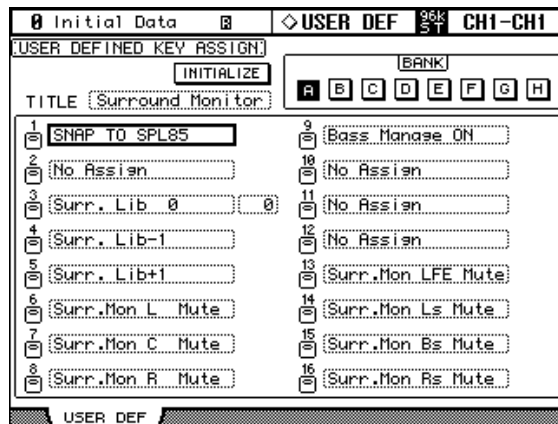 0 Initial Data R ◇USER DEF 96k ST CH1-CH1
USER DEFINED KEY ASSIGN
INITIALIZE
BANK
A B C D E F G H
TITLE Surround Monitor
1 SNAP TO SPL85
2 No Assign
3 Surr. Lib 0 0
4 Surr. Lib-1
5 Surr. Lib+1
6 Surr.Mon L Mute
7 Surr.Mon C Mute
8 Surr.Mon R Mute
9 Bass Manage ON
10 No Assign
11 No Assign
12 No Assign
13 Surr.Mon LFE Mute
14 Surr.Mon Ls Mute
15 Surr.Mon Bs Mute
16 Surr.Mon Rs Mute
USER DEF